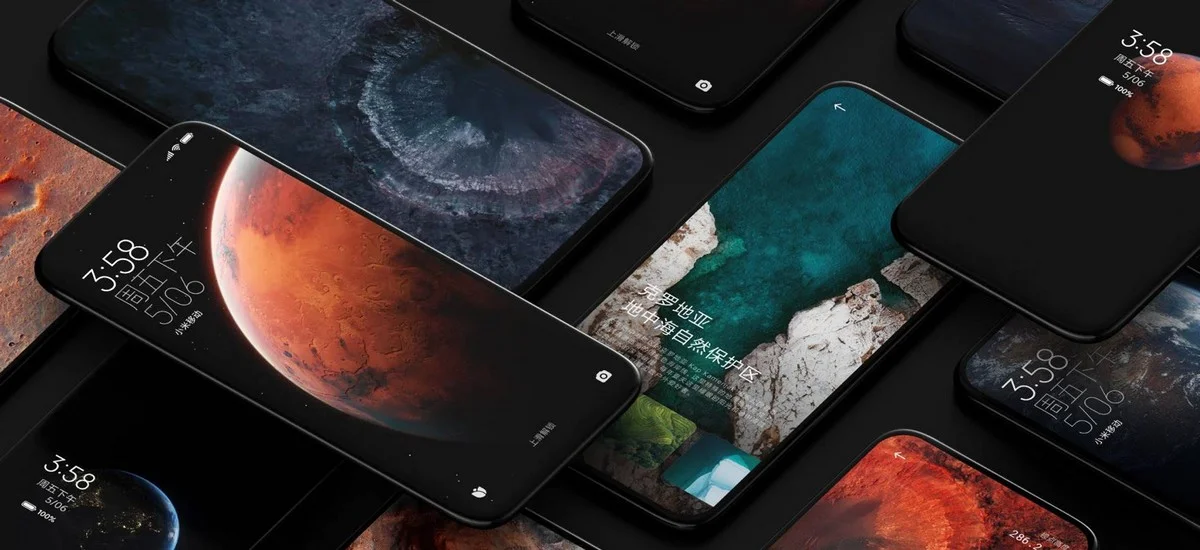 上滑解锁
3:58
周五下午
5/06
100%
3:58
周五下午
5/06
小米移动
上滑解锁
克罗地亚
地中海自然保护区
3:58
周五下午
5/06
小米移动
3:58
周五下午
5/06
100%
286.2